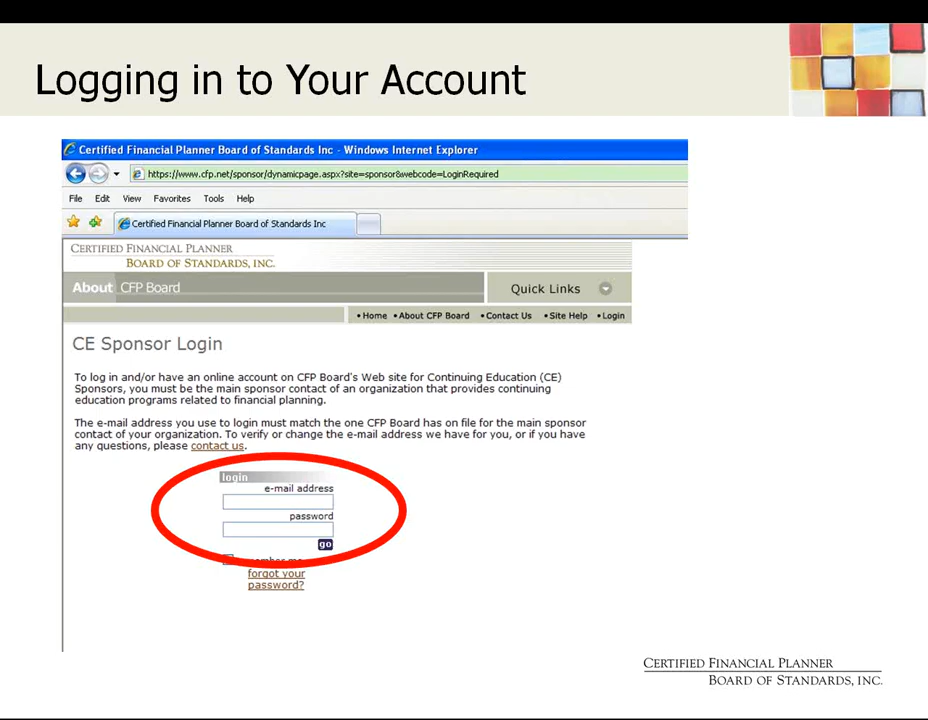 Logging in to Your Account
Certified Financial Planner Board of Standards Inc - Windows Internet Explorer
https://www.cfp.net/sponsor/dynamicpage.aspx?site=sponsor&webcode=LoginRequired
File Edit View Favorites Tools Help
Certified Financial Planner Board of Standards Inc
CERTIFIED FINANCIAL PLANNER
BOARD OF STANDARDS, INC.
About CFP Board
Quick Links
• Home • About CFP Board • Contact Us • Site Help • Login
CE Sponsor Login
To log in and/or have an online account on CFP Board's Web site for Continuing Education (CE)
Sponsors, you must be the main sponsor contact of an organization that provides continuing
education programs related to financial planning.
The e-mail address you use to login must match the one CFP Board has on file for the main sponsor
contact of your organization. To verify or change the e-mail address we have for you, or if you have
any questions, please contact us.
login
e-mail address
password
go
forgot your
password?
CERTIFIED FINANCIAL PLANNER
BOARD OF STANDARDS, INC.